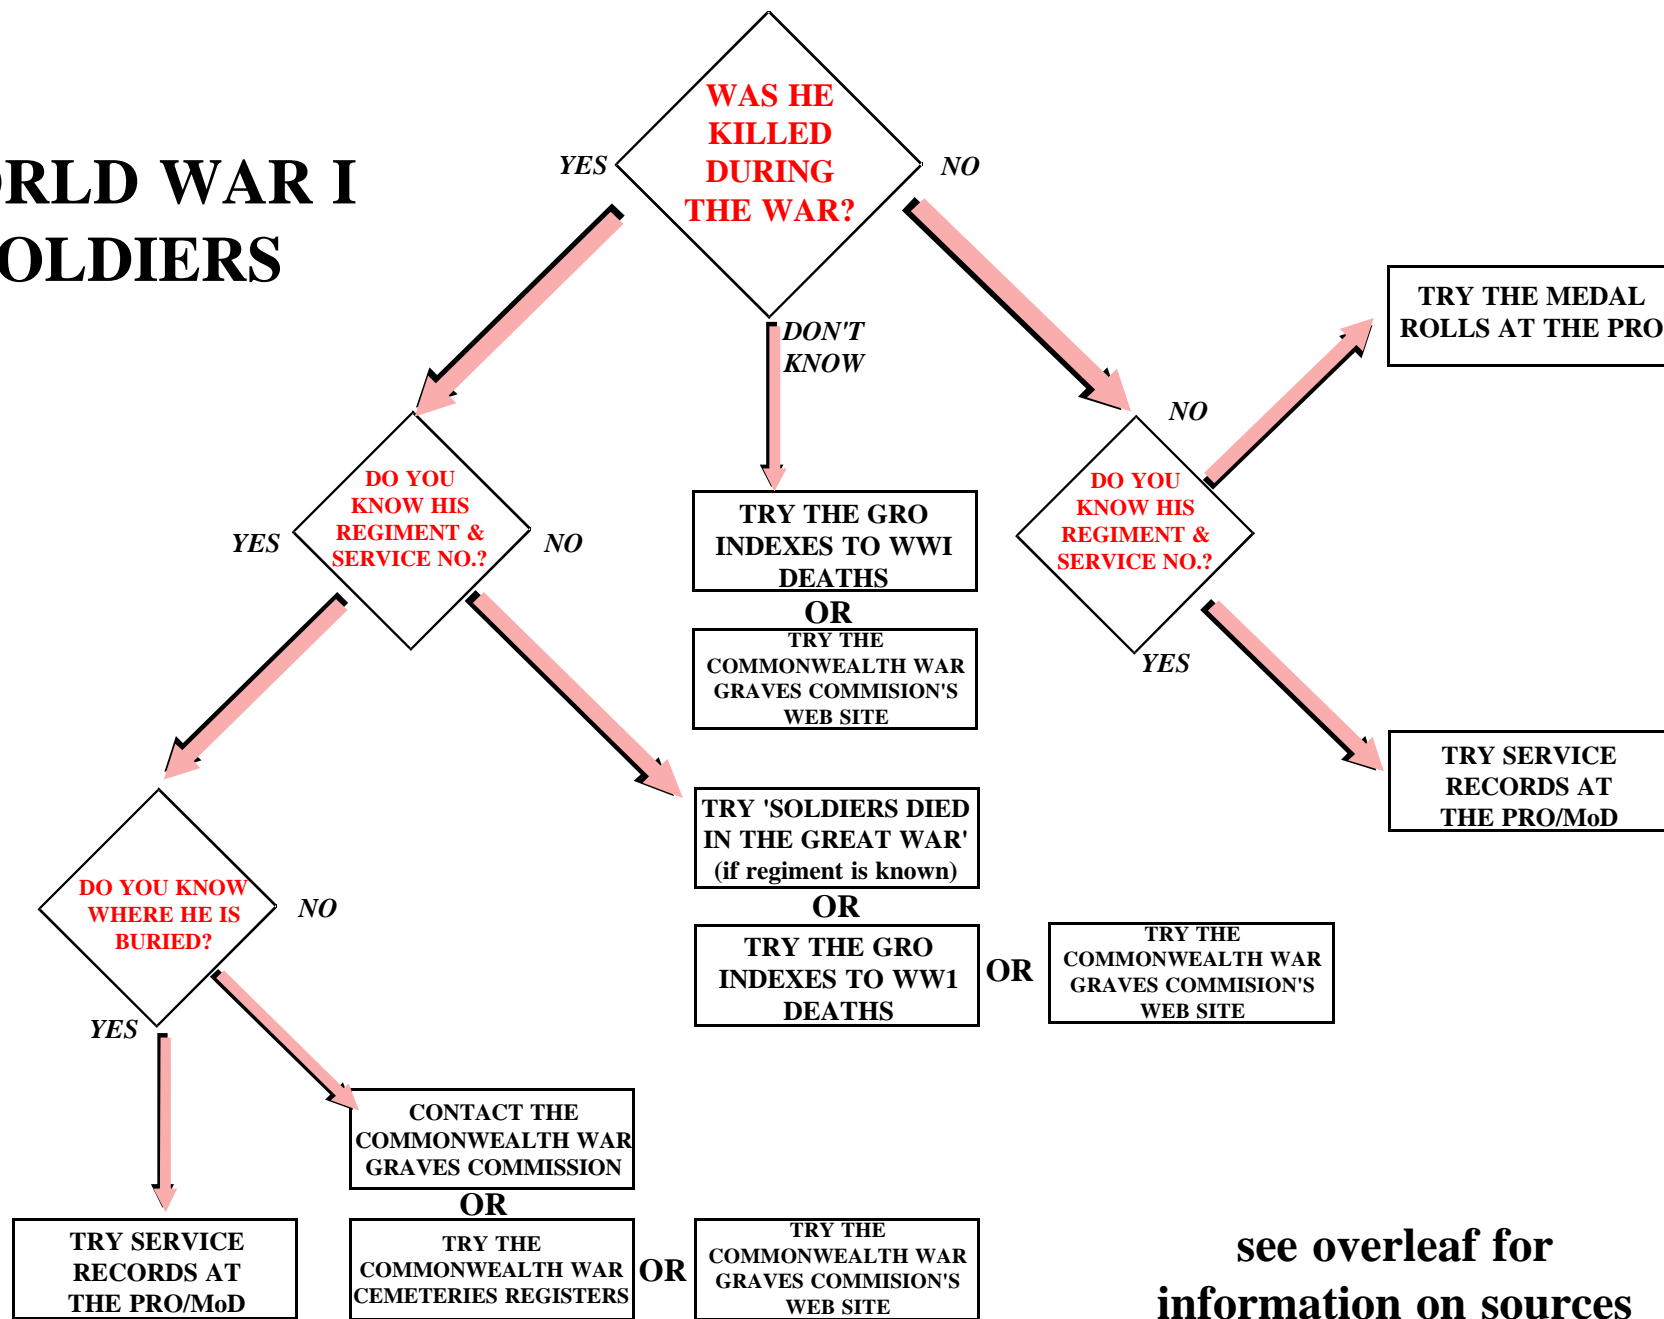 ORLD WAR I
OLDIERS
WAS HE
KILLED
DURING
THE WAR?
YES
NO
DON'T
KNOW
TRY THE MEDAL
ROLLS AT THE PRO
NO
DO YOU
KNOW HIS
REGIMENT &
SERVICE NO.?
YES
NO
TRY THE GRO
INDEXES TO WWI
DEATHS
OR
TRY THE
COMMONWEALTH WAR
GRAVES COMMISION'S
WEB SITE
DO YOU
KNOW HIS
REGIMENT &
SERVICE NO.?
YES
TRY SERVICE
RECORDS AT
THE PRO/MoD
TRY 'SOLDIERS DIED
IN THE GREAT WAR'
(if regiment is known)
OR
TRY THE GRO
INDEXES TO WW1
DEATHS
OR
TRY THE
COMMONWEALTH WAR
GRAVES COMMISION'S
WEB SITE
DO YOU KNOW
WHERE HE IS
BURIED?
NO
YES
CONTACT THE
COMMONWEALTH WAR
GRAVES COMMISSION
OR
TRY SERVICE
RECORDS AT
THE PRO/MoD
TRY THE
COMMONWEALTH WAR
CEMETERIES REGISTERS
OR
TRY THE
COMMONWEALTH WAR
GRAVES COMMISION'S
WEB SITE
see overleaf for
information on sources